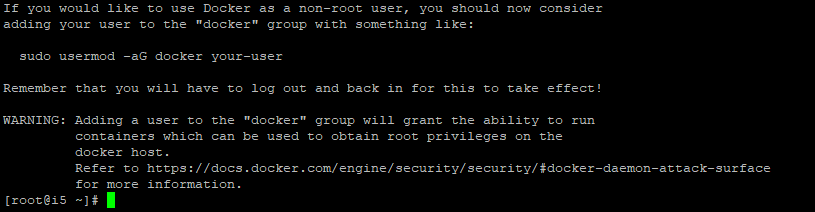 If you would like to use Docker as a non-root user, you should now consider
adding your user to the "docker" group with something like:
sudo usermod -aG docker your-user
Remember that you will have to log out and back in for this to take effect!
WARNING: Adding a user to the "docker" group will grant the ability to run
containers which can be used to obtain root privileges on the
docker host.
Refer to https://docs.docker.com/engine/security/security/#docker-daemon-attack-surface
for more information.
[root@i5 ~]#